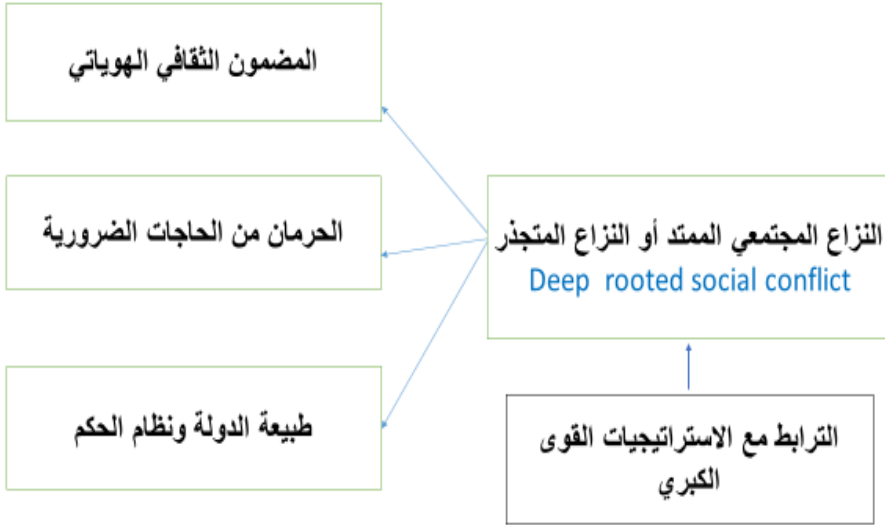 المضمون الثقافي الهوياتي
النزاع المجتمعي الممتد أو النزاع المتجذر
Deep rooted social conflict
الحرمان من الحاجات الضرورية
طبيعة الدولة ونظام الحكم
الترابط مع الاستراتيجيات القوى
الكبري